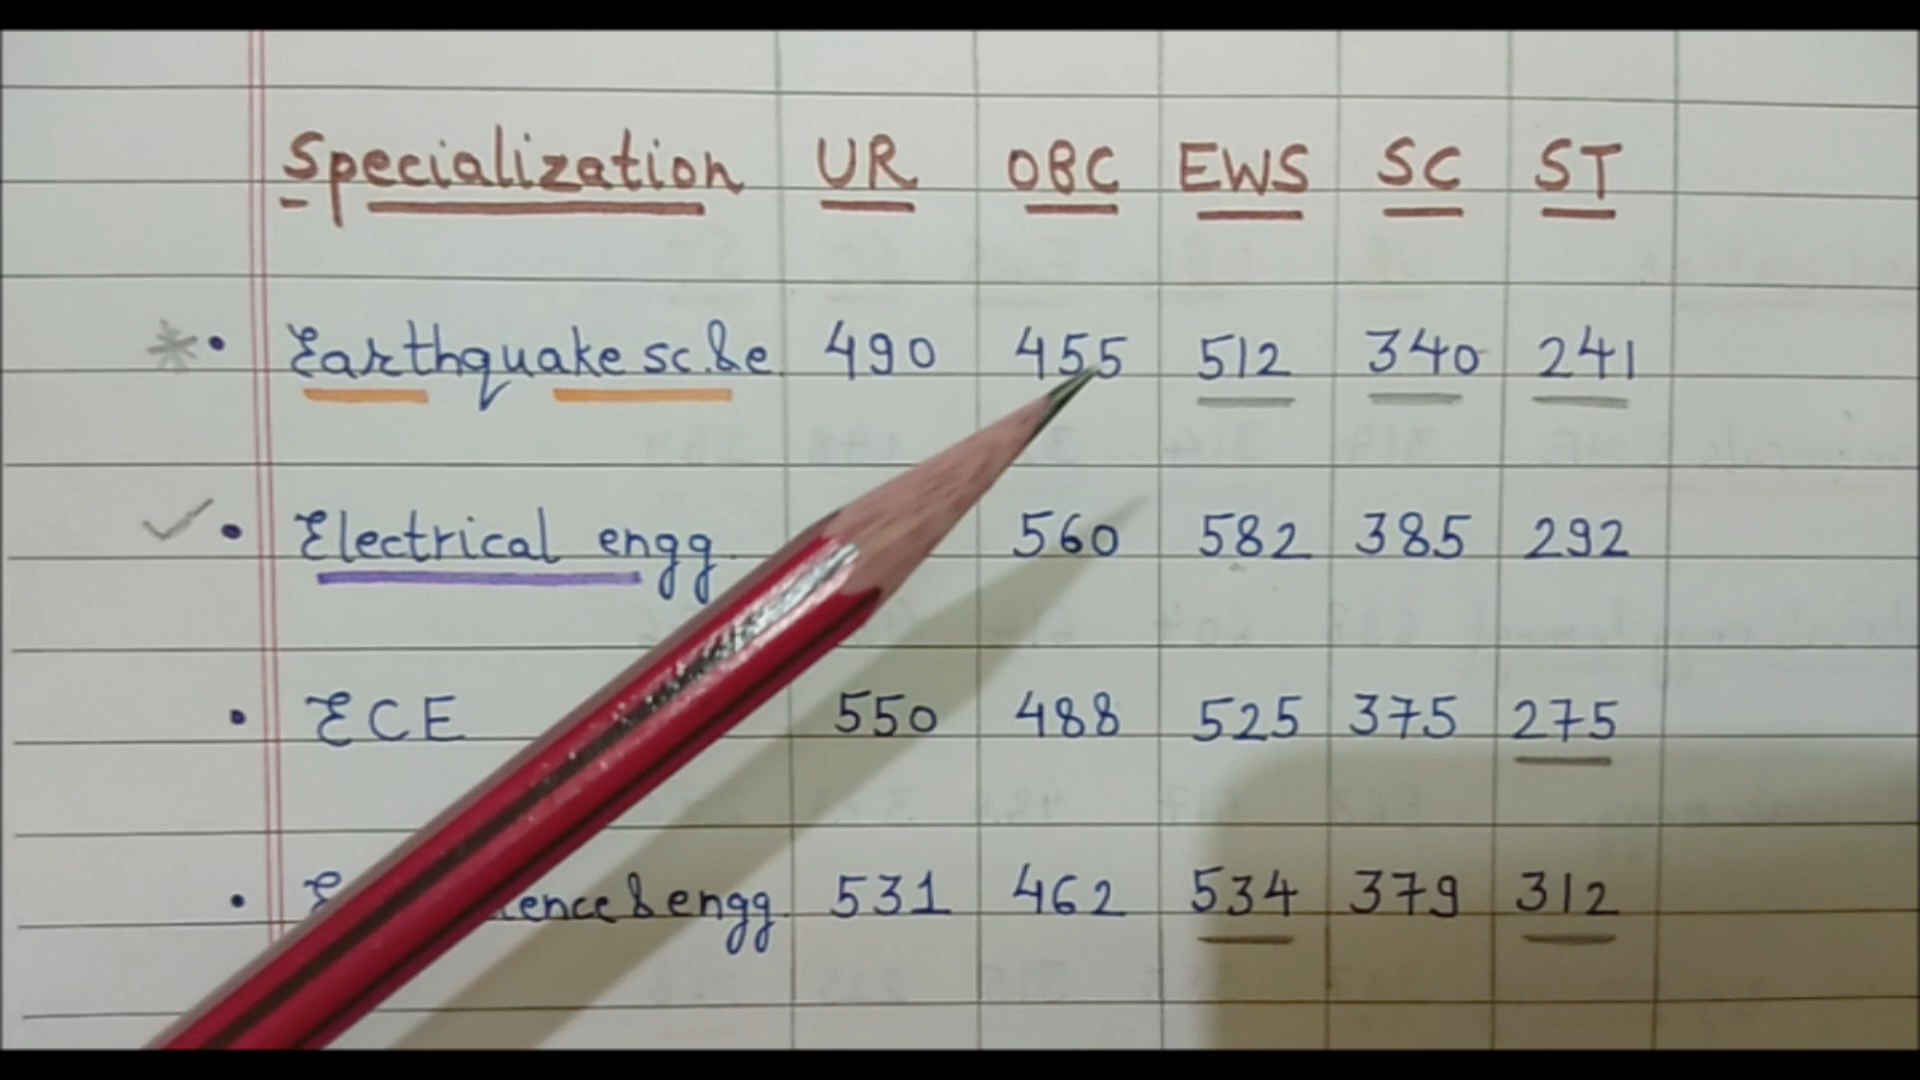 Specialization UR OBC EWS SC ST
Earthquake sc.&e 490 455 512 340 241
Electrical engg. 560 582 385 292
ECE 550 488 525 375 275
&engg. 531 462 534 379 312